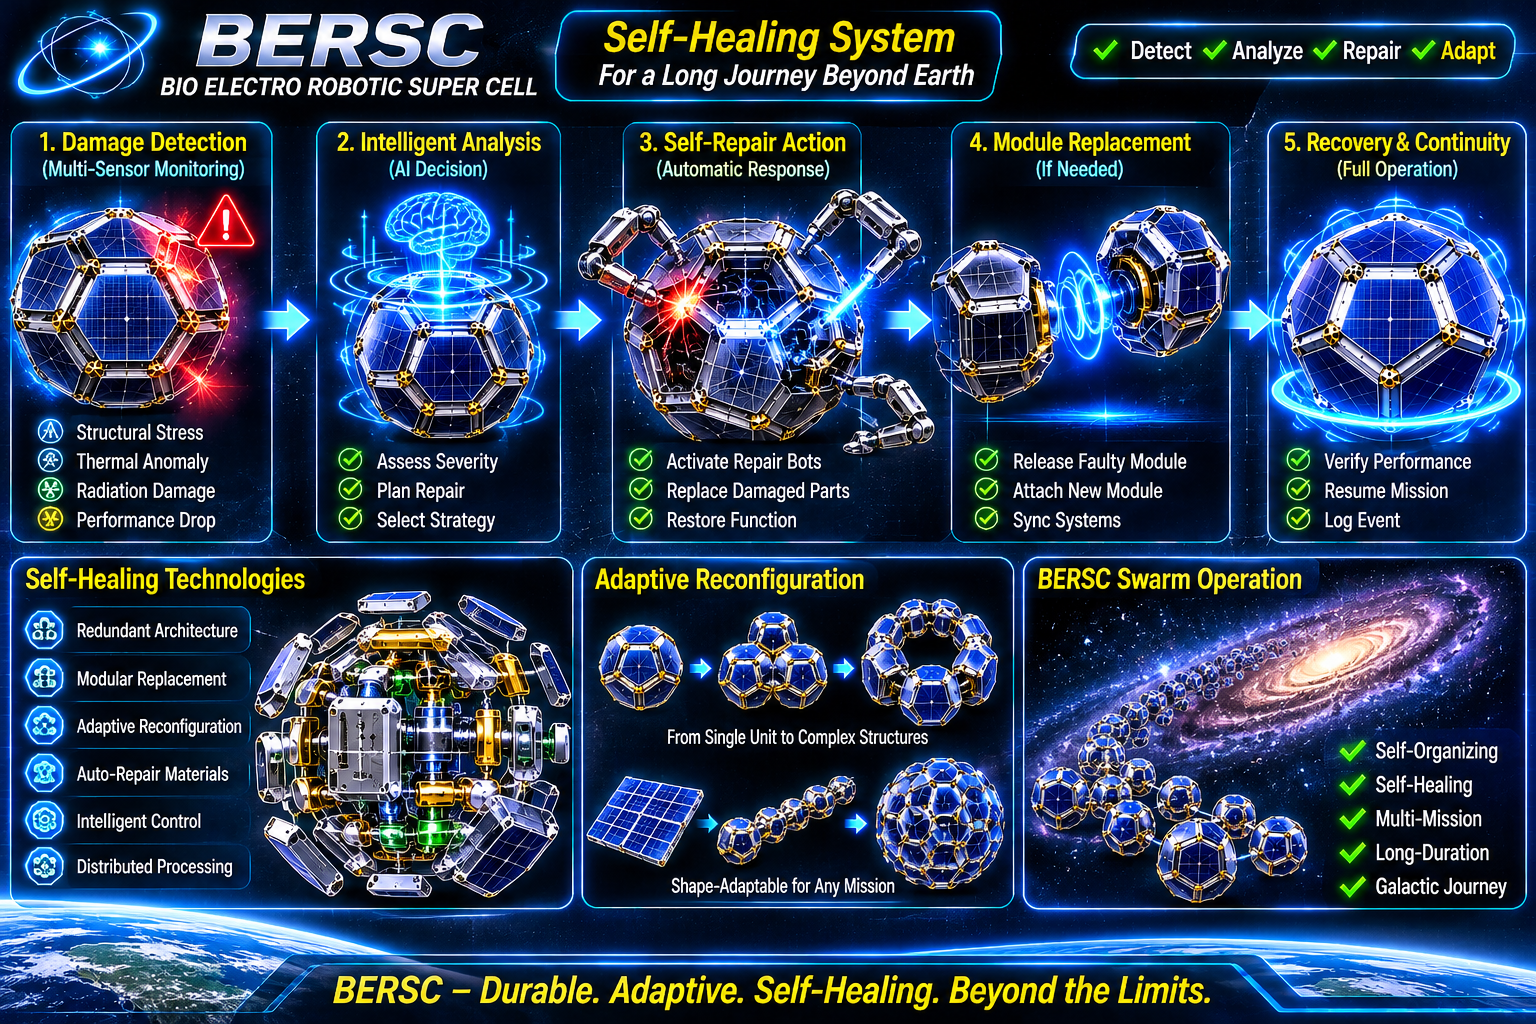 BERSC
BIO ELECTRO ROBOTIC SUPER CELL
Self-Healing System
For a Long Journey Beyond Earth
Detect Analyze Repair Adapt
1. Damage Detection
(Multi-Sensor Monitoring)
Structural Stress
Thermal Anomaly
Radiation Damage
Performance Drop
2. Intelligent Analysis
(AI Decision)
Assess Severity
Plan Repair
Select Strategy
3. Self-Repair Action
(Automatic Response)
Activate Repair Bots
Replace Damaged Parts
Restore Function
4. Module Replacement
(If Needed)
Release Faulty Module
Attach New Module
Sync Systems
5. Recovery & Continuity
(Full Operation)
Verify Performance
Resume Mission
Log Event
Self-Healing Technologies
Redundant Architecture
Modular Replacement
Adaptive Reconfiguration
Auto-Repair Materials
Intelligent Control
Distributed Processing
Adaptive Reconfiguration
From Single Unit to Complex Structures
Shape-Adaptable for Any Mission
BERSC Swarm Operation
Self-Organizing
Self-Healing
Multi-Mission
Long-Duration
Galactic Journey
BERSC – Durable. Adaptive. Self-Healing. Beyond the Limits.